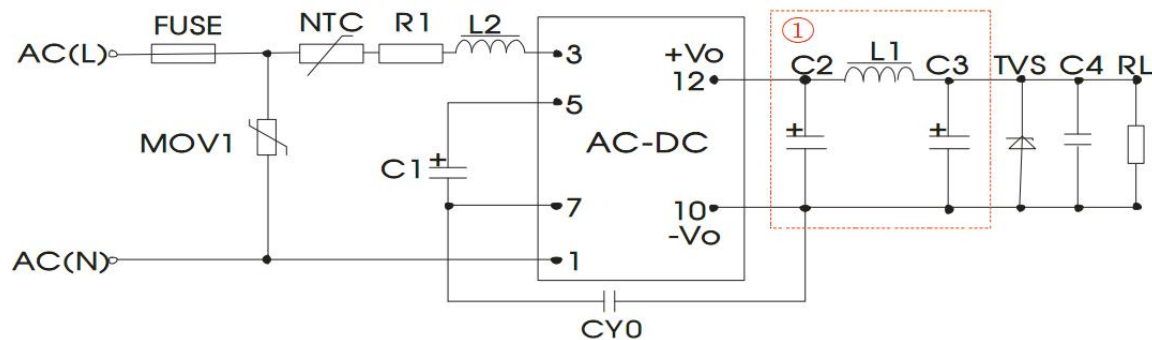 FUSE NTC R1 L2 ①
AC(L) 3 +Vo C2 L1 C3 TVS C4 RL
12
5
+ + +
MOV1 C1 AC-DC
7 10
-Vo
AC(N) 1
CY0